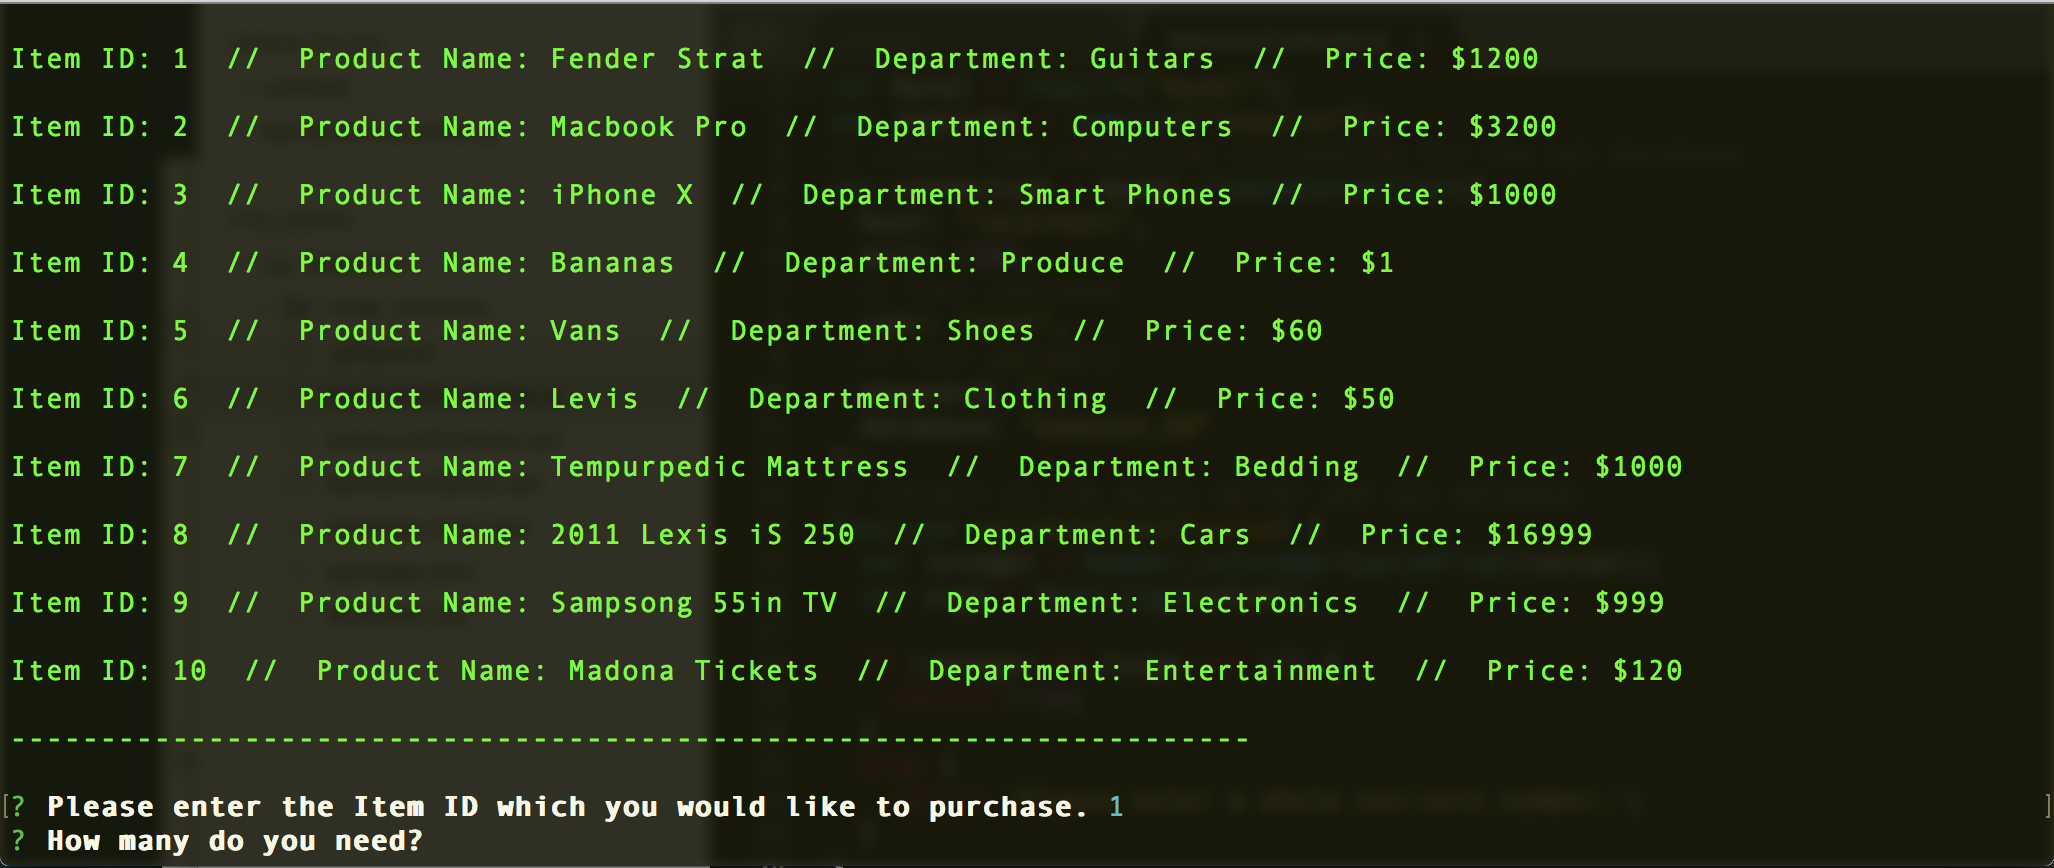 Item ID: 1  //  Product Name: Fender Strat  //  Department: Guitars  //  Price: $1200
Item ID: 2  //  Product Name: Macbook Pro  //  Department: Computers  //  Price: $3200
Item ID: 3  //  Product Name: iPhone X  //  Department: Smart Phones  //  Price: $1000
Item ID: 4  //  Product Name: Bananas  //  Department: Produce  //  Price: $1
Item ID: 5  //  Product Name: Vans  //  Department: Shoes  //  Price: $60
Item ID: 6  //  Product Name: Levis  //  Department: Clothing  //  Price: $50
Item ID: 7  //  Product Name: Tempurpedic Mattress  //  Department: Bedding  //  Price: $1000
Item ID: 8  //  Product Name: 2011 Lexis iS 250  //  Department: Cars  //  Price: $16999
Item ID: 9  //  Product Name: Sampsong 55in TV  //  Department: Electronics  //  Price: $999
Item ID: 10  //  Product Name: Madona Tickets  //  Department: Entertainment  //  Price: $120
---------------------------------------------------------------------
[? Please enter the Item ID which you would like to purchase. 1 ]
? How many do you need?